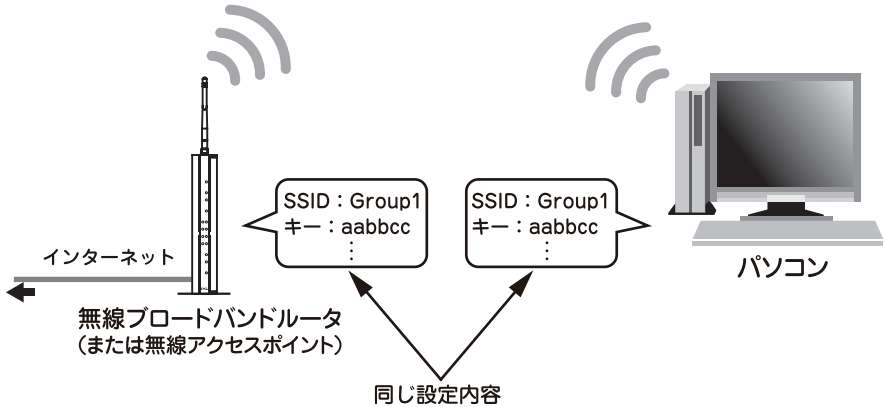 SSID：Group1
キー：aabbcc
⋮
SSID：Group1
キー：aabbcc
⋮
インターネット
パソコン
無線ブロードバンドルータ
（または無線アクセスポイント）
同じ設定内容